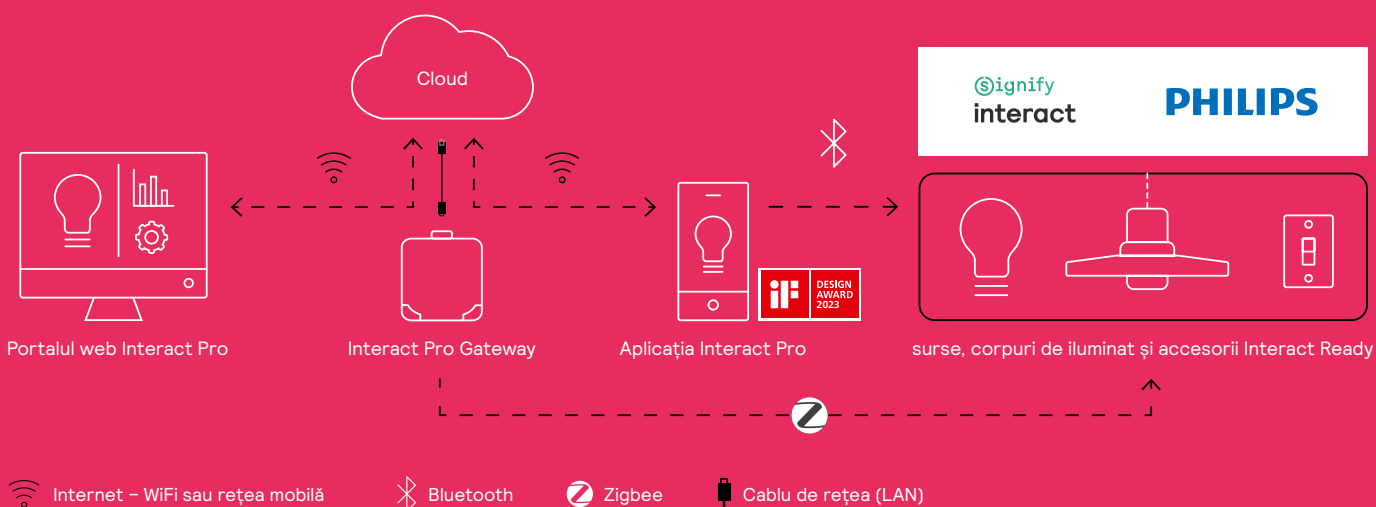 Cloud
signify
interact
PHILIPS
DESIGN
AWARD
2023
Portalul web Interact Pro
Interact Pro Gateway
Aplicația Interact Pro
surse, corpuri de iluminat și accesorii Interact Ready
Internet – WiFi sau rețea mobilă
Bluetooth
Zigbee
Cablu de rețea (LAN)